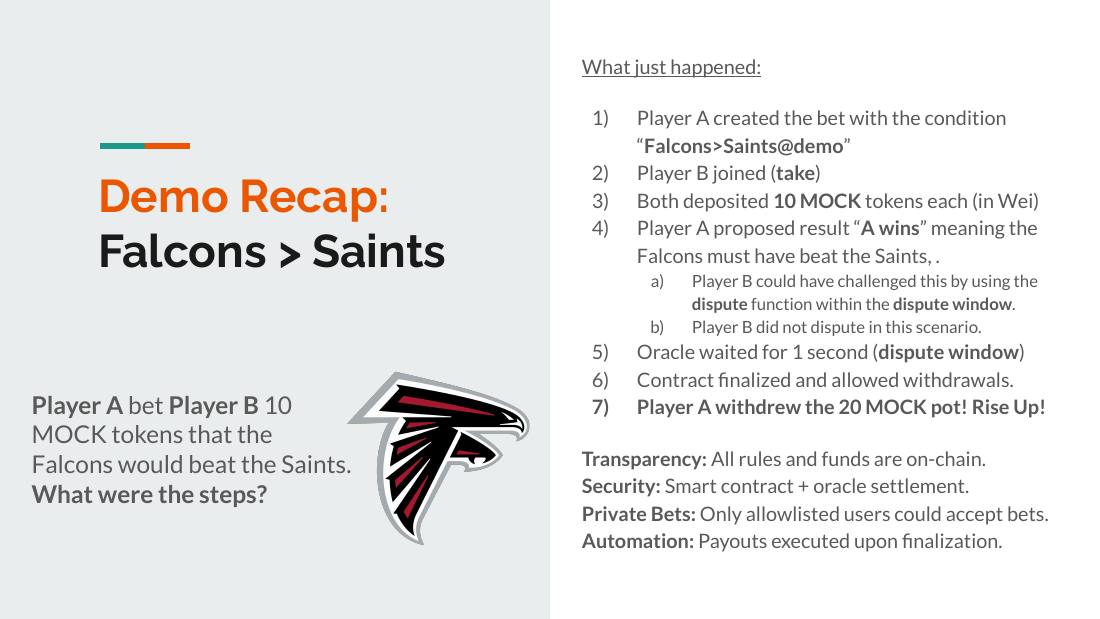 Demo Recap:
Falcons > Saints
Player A bet Player B 10
MOCK tokens that the
Falcons would beat the Saints.
What were the steps?
What just happened:
1) Player A created the bet with the condition
“Falcons>Saints@demo”
2) Player B joined (take)
3) Both deposited 10 MOCK tokens each (in Wei)
4) Player A proposed result “A wins” meaning the
Falcons must have beat the Saints, .
a) Player B could have challenged this by using the
dispute function within the dispute window.
b) Player B did not dispute in this scenario.
5) Oracle waited for 1 second (dispute window)
6) Contract finalized and allowed withdrawals.
7) Player A withdrew the 20 MOCK pot! Rise Up!
Transparency: All rules and funds are on-chain.
Security: Smart contract + oracle settlement.
Private Bets: Only allowlisted users could accept bets.
Automation: Payouts executed upon finalization.